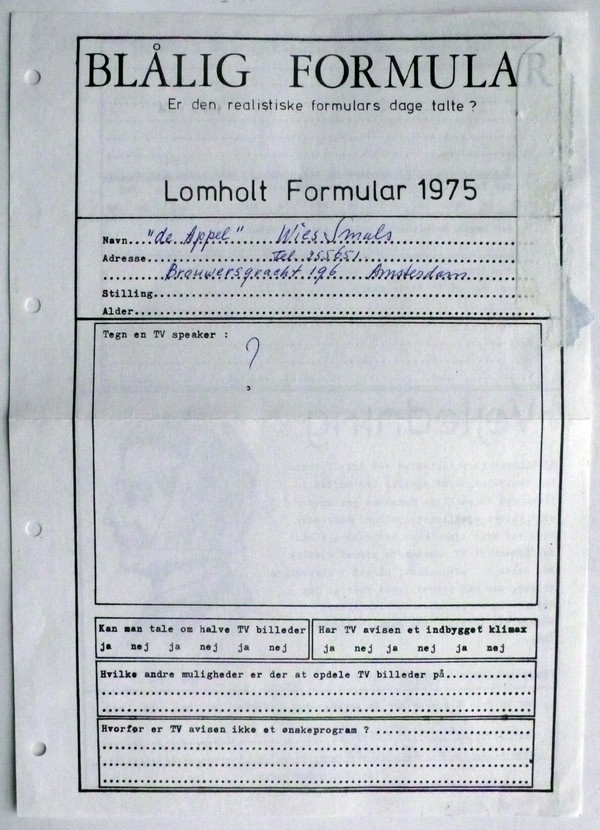 BLÅLIG FORMULAR
Er den realistiske formulars dage talte ?
Lomholt Formular 1975
Navn..."de Appel"......Wies Smals..................
Adresse....................Tel 255651..................
........Brouwersgracht 196.....Amsterdam.........
Stilling..................................................
Alder.....................................................
Tegn en TV speaker :
?
Kan man tale om halve TV billeder
ja nej ja nej ja nej
Har TV avisen et indbygget klimax
ja nej ja nej ja nej
Hvilke andre muligheder er der at opdele TV billeder på..............
Hvorfor er TV avisen ikke et ønskeprogram ? ........................
Vejledning